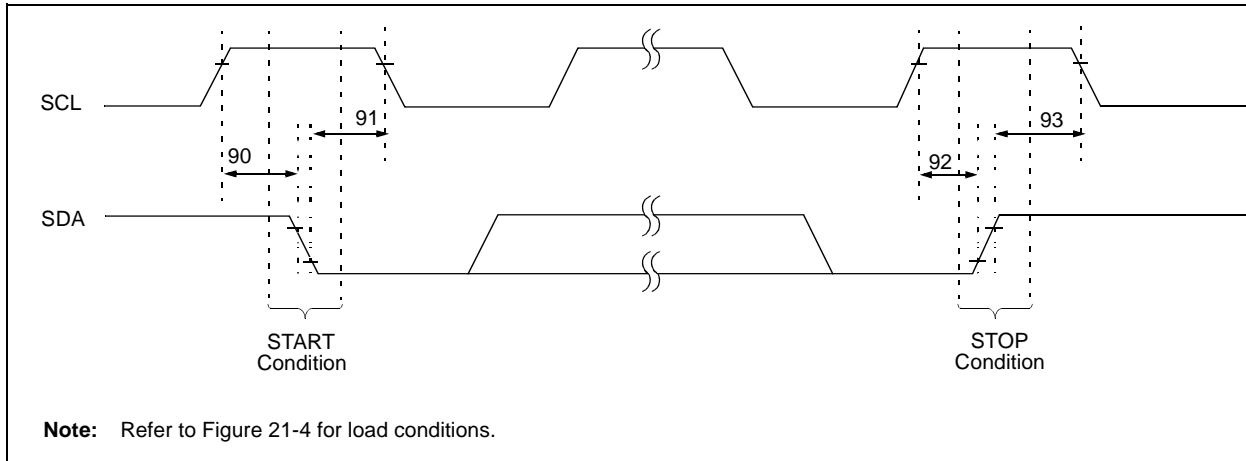 SCL
91
93
90
92
SDA
START
Condition
STOP
Condition
Note: Refer to Figure 21-4 for load conditions.